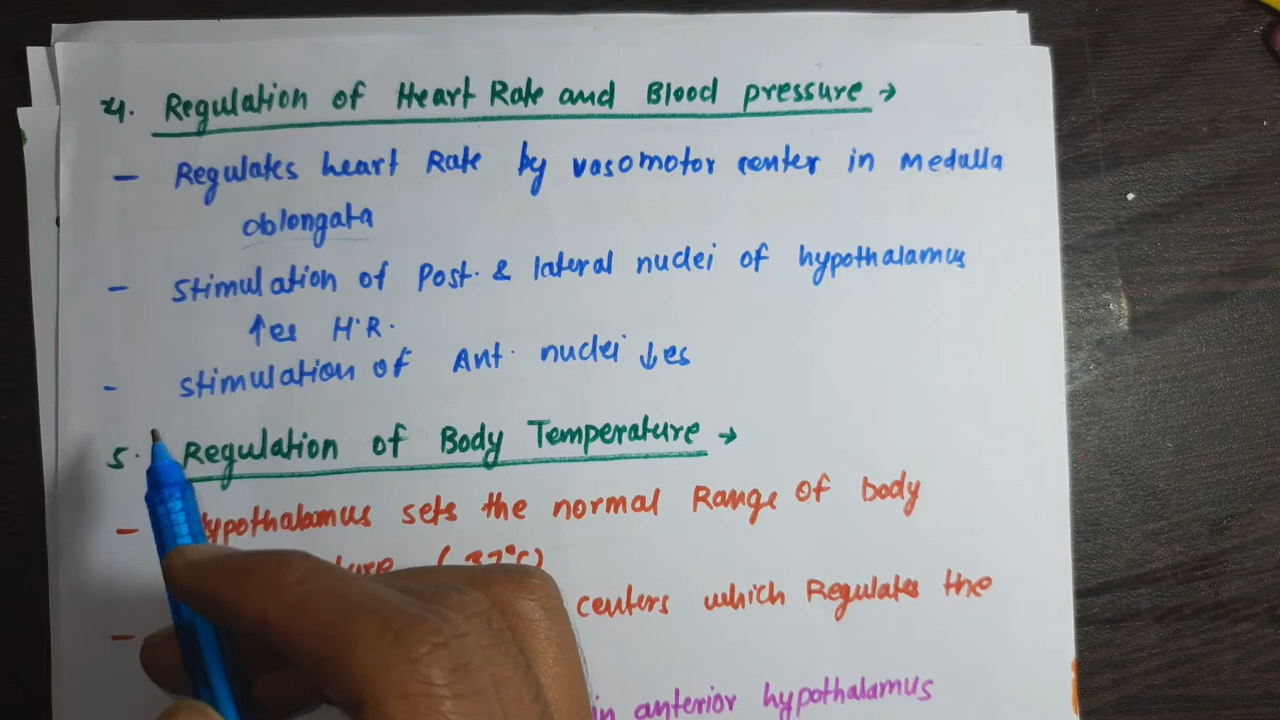 4. Regulation of Heart Rate and Blood pressure →
- Regulates heart Rate by vasomotor center in Medulla
oblongata
- Stimulation of Post. & lateral nuclei of hypothalamus
↑es H.R.
- stimulation of Ant. nuclei ↓es
5. Regulation of Body Temperature →
- Hypothalamus sets the normal Range of body
(37°C)
- centers which Regulates the
in anterior hypothalamus